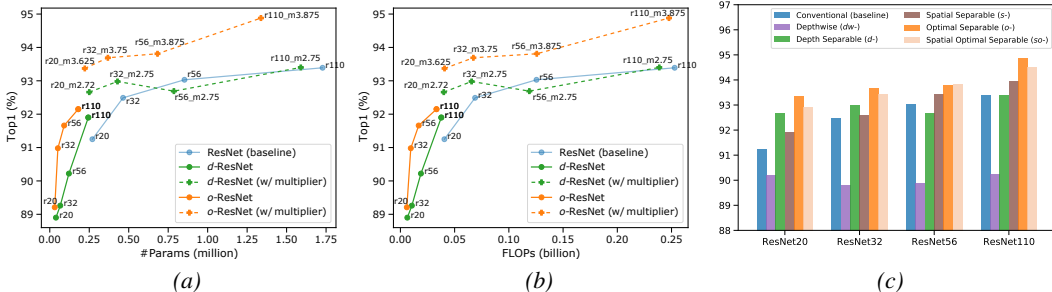 r110_m3.875
r32_m3.75
r56_m3.875
r20_m3.625
r110_m2.75
r110
r32_m2.75
r20_m2.72
r56
r56_m2.75
r32
r110
r110
r56
r20
r32
r56
r20
r32
r20
ResNet (baseline)
d-ResNet
d-ResNet (w/ multiplier)
o-ResNet
o-ResNet (w/ multiplier)
Top1 (%)
95
94
93
92
91
90
89
0.00 0.25 0.50 0.75 1.00 1.25 1.50 1.75
#Params (million)
(a)
r110_m3.875
r32_m3.75
r56_m3.875
r20_m3.625
r110_m2.75
r110
r32_m2.75
r20_m2.72
r56
r56_m2.75
r32
r110
r110
r56
r20
r32
r56
r20
r32
r20
ResNet (baseline)
d-ResNet
d-ResNet (w/ multiplier)
o-ResNet
o-ResNet (w/ multiplier)
Top1 (%)
95
94
93
92
91
90
89
0.00 0.05 0.10 0.15 0.20 0.25
FLOPs (billion)
(b)
Conventional (baseline)
Depthwise (dw-)
Depth Separable (d-)
Spatial Separable (s-)
Optimal Separable (o-)
Spatial Optimal Separable (so-)
97
96
95
94
93
92
91
90
89
88
ResNet20 ResNet32 ResNet56 ResNet110
(c)